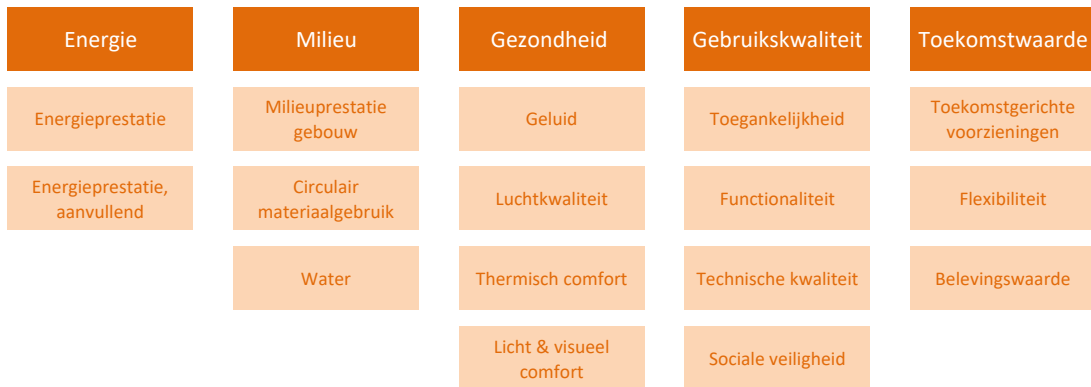 Energie
Milieu
Gezondheid
Gebruikskwaliteit
Toekomstwaarde
Energieprestatie
Milieuprestatie
gebouw
Geluid
Toegankelijkheid
Toekomstgerichte
voorzieningen
Energieprestatie,
aanvullend
Circulair
materiaalgebruik
Luchtkwaliteit
Functionaliteit
Flexibiliteit
Water
Thermisch comfort
Technische kwaliteit
Belevingswaarde
Licht & visueel
comfort
Sociale veiligheid